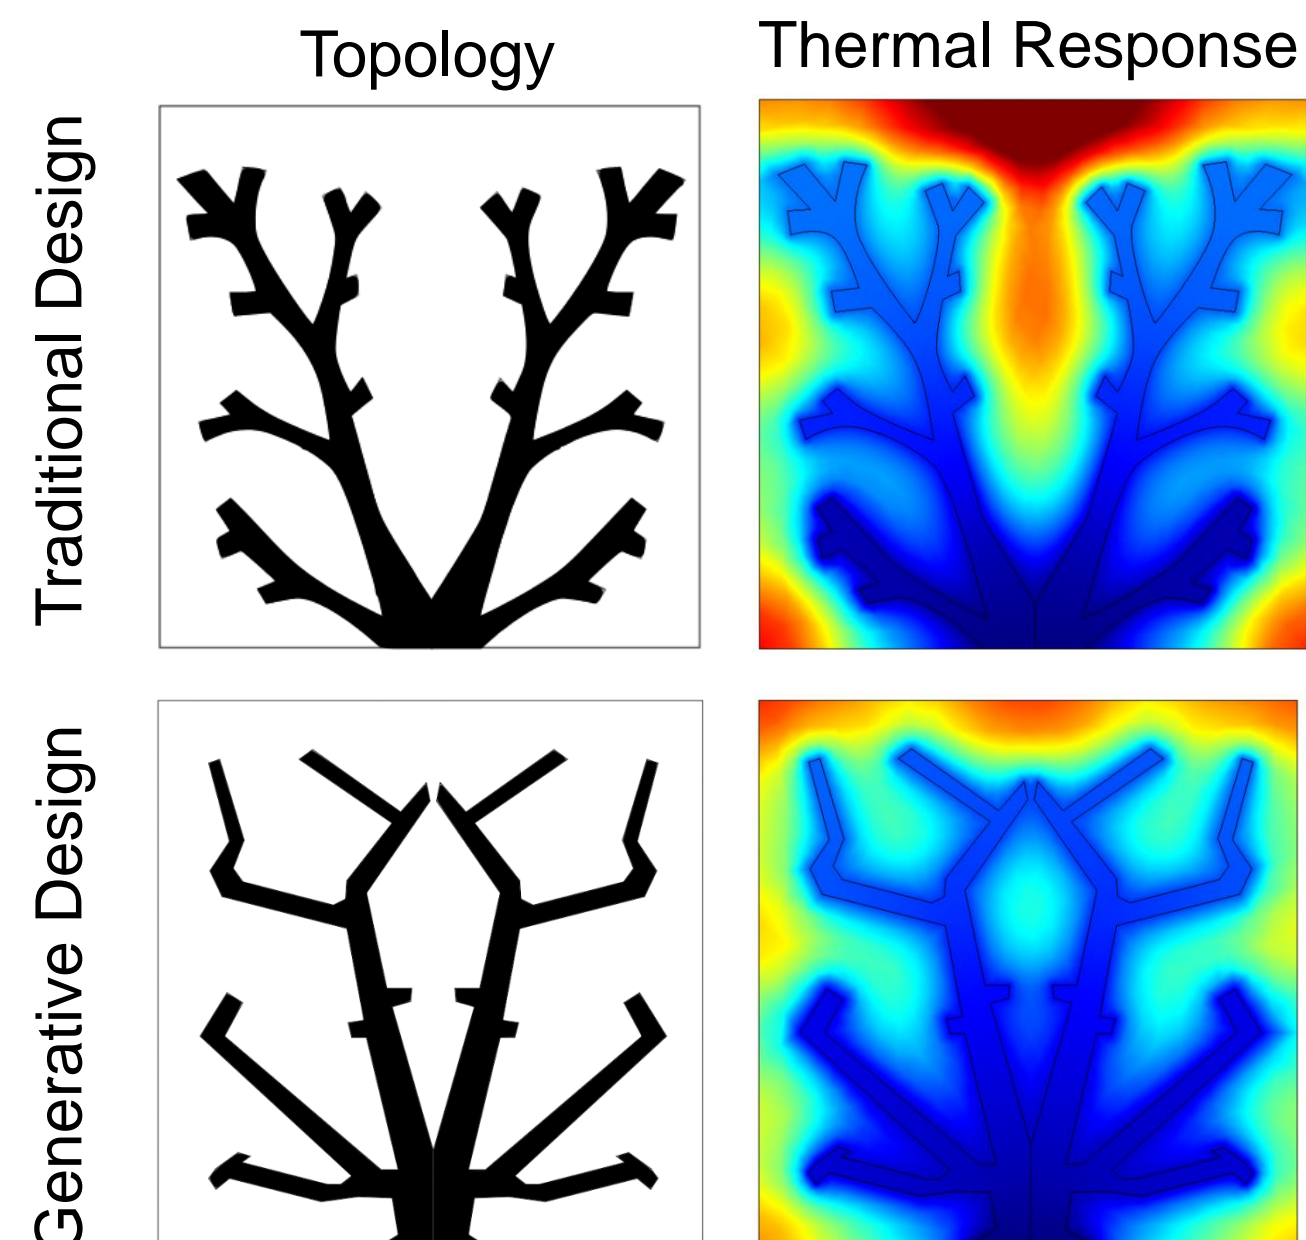 Topology
Thermal Response
Traditional Design
Generative Design